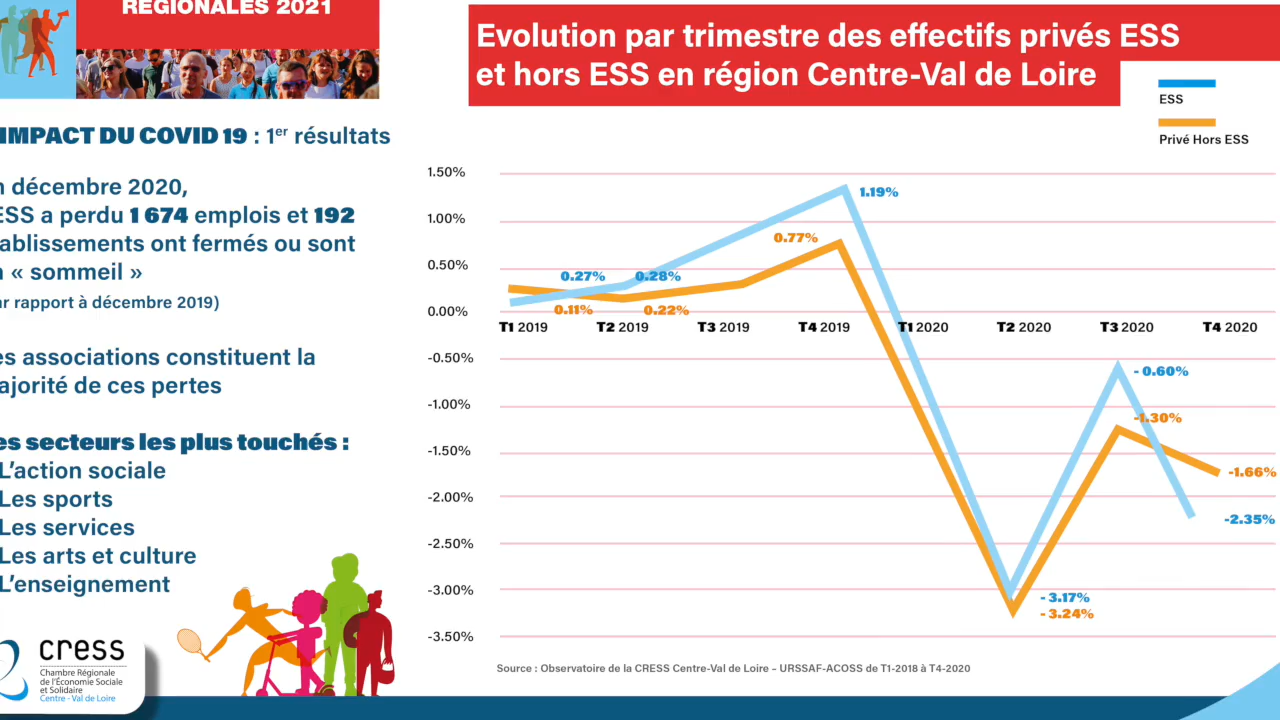 RÉGIONALES 2021
IMPACT DU COVID 19 : 1er résultats
n décembre 2020,
ESS a perdu 1 674 emplois et 192
ablissements ont fermés ou sont
« sommeil »
ar rapport à décembre 2019)
es associations constituent la
ajorité de ces pertes
es secteurs les plus touchés :
L'action sociale
Les sports
Les services
Les arts et culture
L'enseignement
cress
Chambre Régionale
de l'Économie Sociale
et Solidaire
Centre - Val de Loire
Evolution par trimestre des effectifs privés ESS
et hors ESS en région Centre-Val de Loire
ESS
Privé Hors ESS
1.50%
1.00%
0.50%
0.00%
-0.50%
-1.00%
-1.50%
-2.00%
-2.50%
-3.00%
-3.50%
1.19%
0.77%
0.27%
0.28%
0.11%
0.22%
T1 2019
T2 2019
T3 2019
T4 2019
T1 2020
T2 2020
T3 2020
T4 2020
- 0.60%
-1.30%
-1.66%
-2.35%
- 3.17%
- 3.24%
Source : Observatoire de la CRESS Centre-Val de Loire – URSSAF-ACOSS de T1-2018 à T4-2020